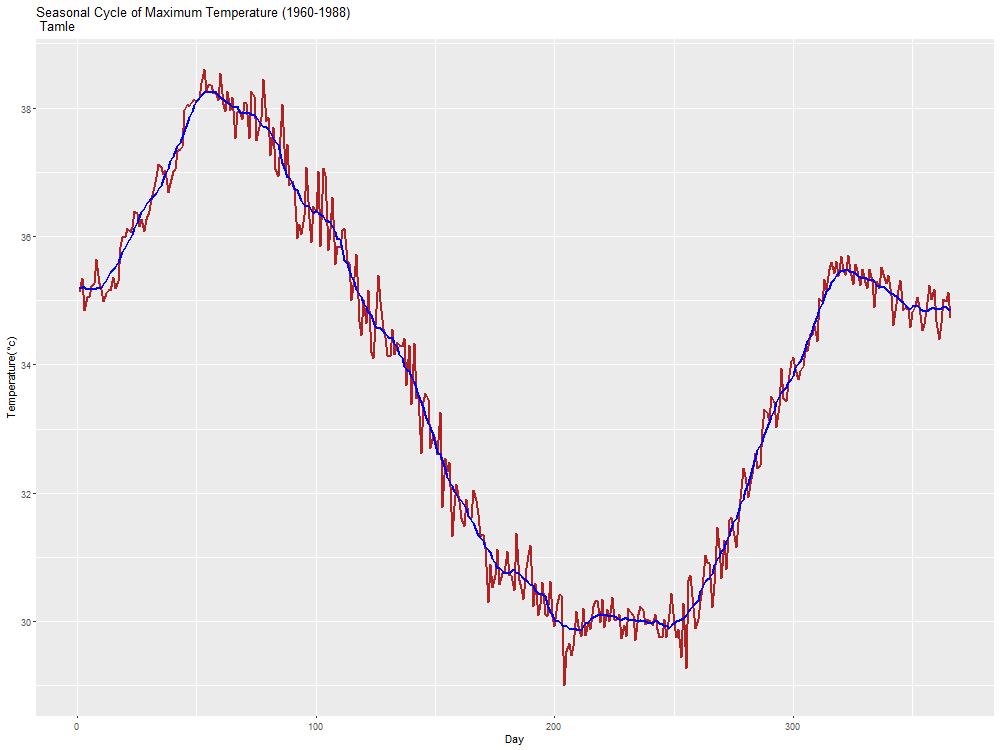 Seasonal Cycle of Maximum Temperature (1960-1988)
Tamle
Temperature(°c)
38
36
34
32
30
0
100
200
300
Day